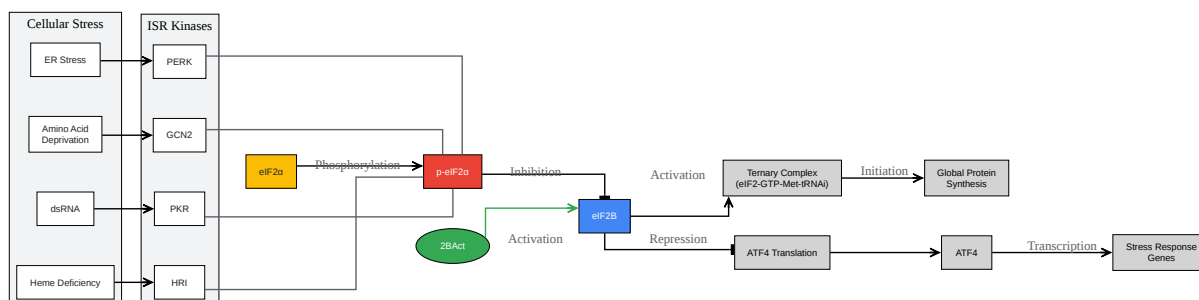 Cellular Stress
ISR Kinases
ER Stress
PERK
Amino Acid
Deprivation
GCN2
dsRNA
PKR
Heme Deficiency
HRI
eIF2α
Phosphorylation
p-eIF2α
Inhibition
2BAct
Activation
eIF2B
Activation
Repression
Ternary Complex
(eIF2-GTP-Met-tRNAi)
Initiation
Global Protein
Synthesis
ATF4 Translation
ATF4
Transcription
Stress Response
Genes